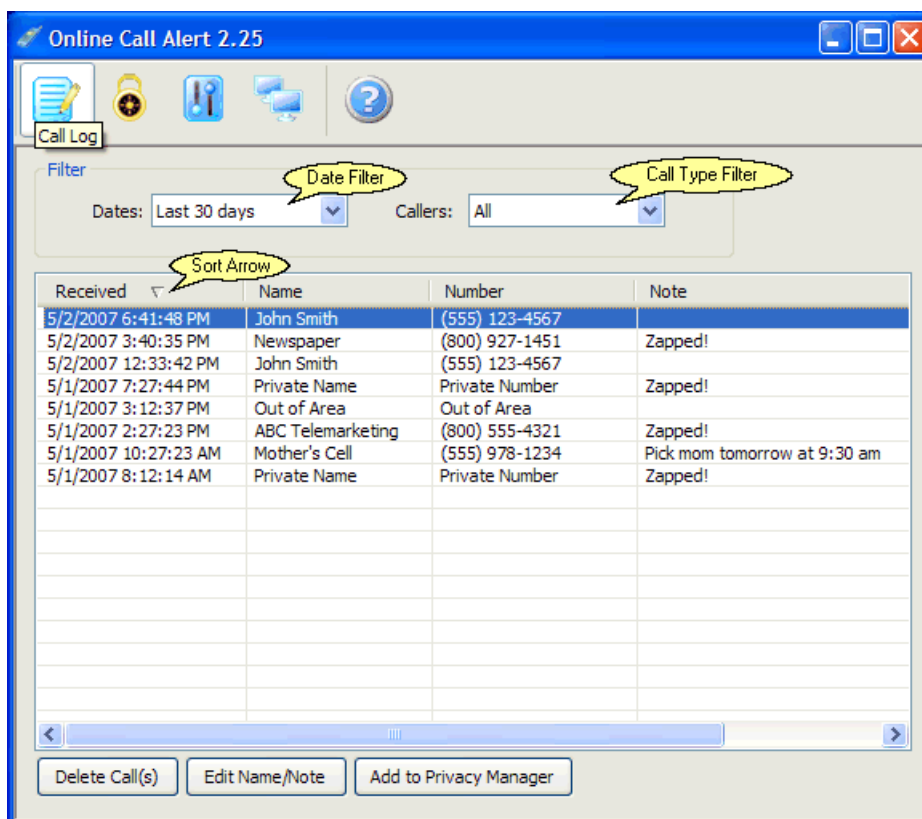 Online Call Alert 2.25
Call Log
Filter
Date Filter
Call Type Filter
Dates: Last 30 days Callers: All
Sort Arrow
Received Name Number Note
5/2/2007 6:41:48 PM John Smith (555) 123-4567
5/2/2007 3:40:35 PM Newspaper (800) 927-1451 Zapped!
5/2/2007 12:33:42 PM John Smith (555) 123-4567
5/1/2007 7:27:44 PM Private Name Private Number Zapped!
5/1/2007 3:12:37 PM Out of Area Out of Area
5/1/2007 2:27:23 PM ABC Telemarketing (800) 555-4321 Zapped!
5/1/2007 10:27:23 AM Mother's Cell (555) 978-1234 Pick mom tomorrow at 9:30 am
5/1/2007 8:12:14 AM Private Name Private Number Zapped!
Delete Call(s) Edit Name/Note Add to Privacy Manager